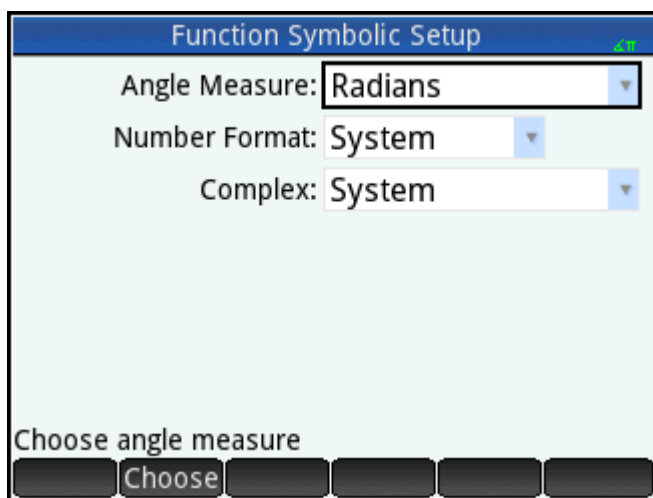 Function Symbolic Setup
∡π
Angle Measure: Radians
Number Format: System
Complex: System
Choose angle measure
Choose